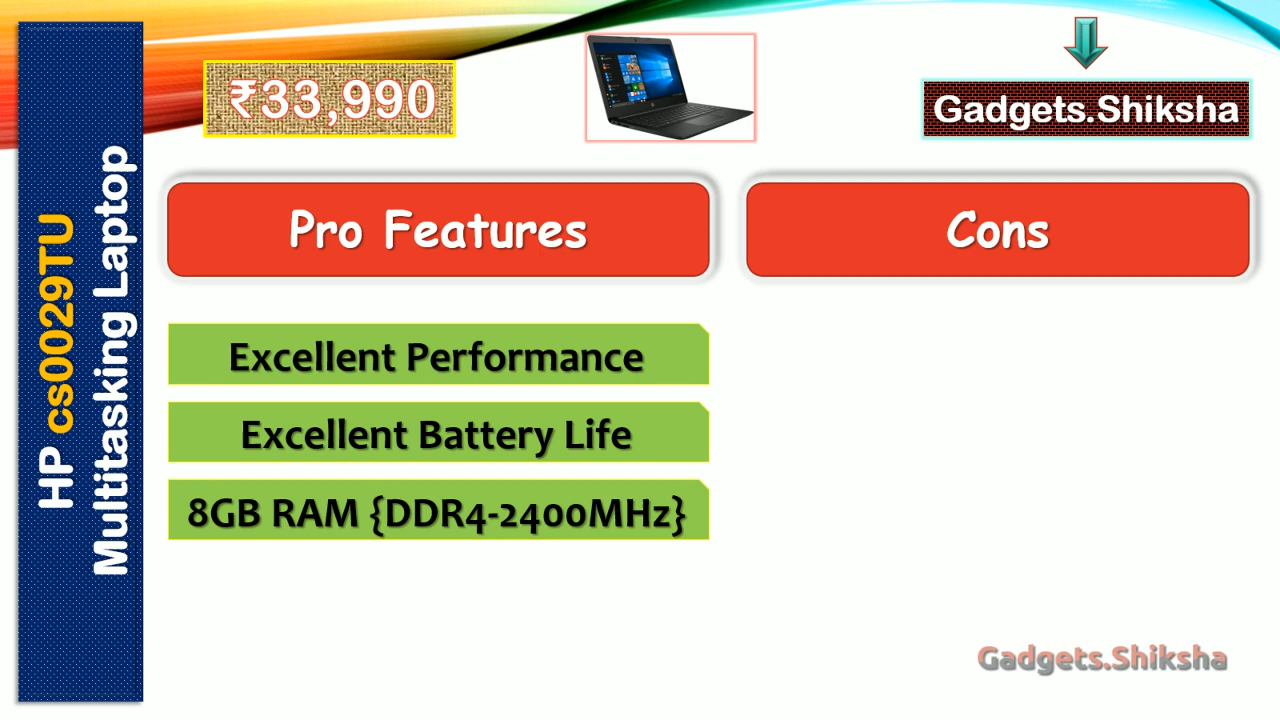 HP cs0029TU
Multitasking Laptop
₹33,990
Gadgets.Shiksha
Pro Features
Cons
Excellent Performance
Excellent Battery Life
8GB RAM {DDR4-2400MHz}
Gadgets.Shiksha